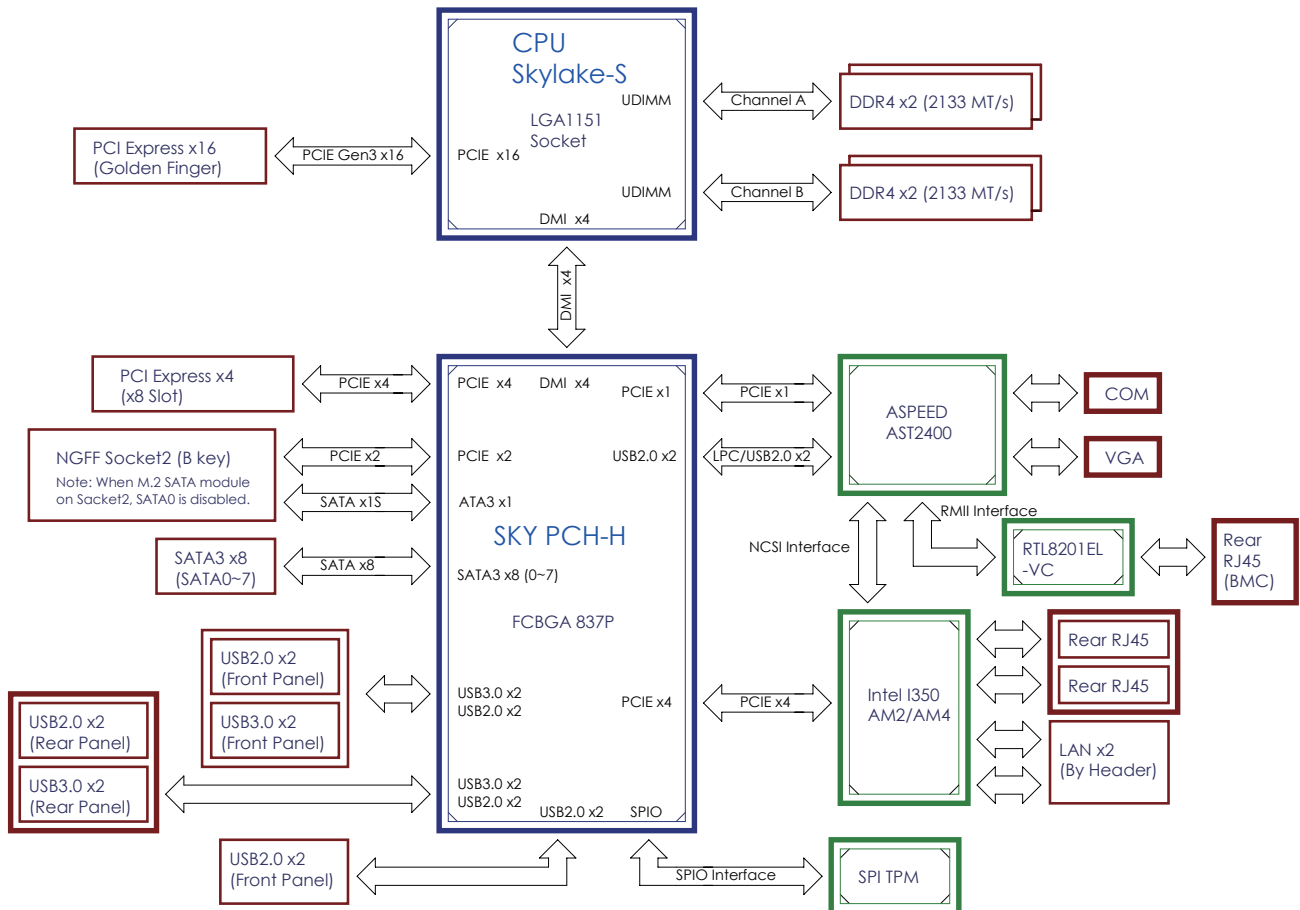 CPU
Skylake-S
UDIMM
Channel A
DDR4 x2 (2133 MT/s)
LGA1151
Socket
PCI Express x16
(Golden Finger)
PCIE Gen3 x16
PCIE x16
UDIMM
Channel B
DDR4 x2 (2133 MT/s)
DMI x4
DMI x4
PCI Express x4
(x8 Slot)
PCIE x4
PCIE x4
DMI x4
PCIE x1
PCIE x1
ASPEED
AST2400
COM
VGA
NGFF Socket2 (B key)
Note: When M.2 SATA module
on Sacket2, SATA0 is disabled.
PCIE x2
PCIE x2
USB2.0 x2
LPC/USB2.0 x2
SATA x1S
ATA3 x1
SKY PCH-H
NCSI Interface
RMII Interface
RTL8201EL
-VC
Rear
RJ45
(BMC)
SATA3 x8
(SATA0~7)
SATA x8
SATA3 x8 (0~7)
FCBGA 837P
USB2.0 x2
(Front Panel)
USB3.0 x2
(Front Panel)
USB3.0 x2
USB2.0 x2
PCIE x4
PCIE x4
Intel I350
AM2/AM4
Rear RJ45
Rear RJ45
LAN x2
(By Header)
USB2.0 x2
(Rear Panel)
USB3.0 x2
(Rear Panel)
USB3.0 x2
USB2.0 x2
USB2.0 x2
SPIO
USB2.0 x2
(Front Panel)
SPIO Interface
SPI TPM